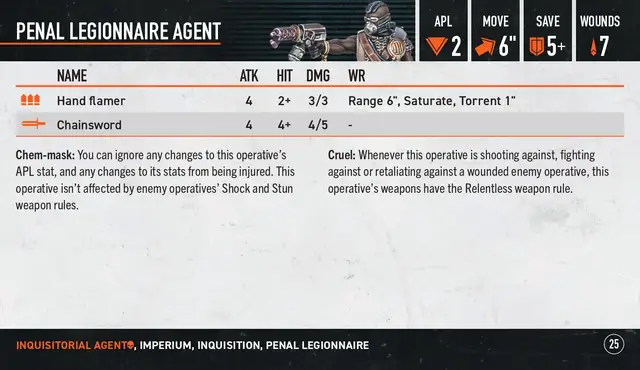 PENAL LEGIONNAIRE AGENT
APL MOVE SAVE WOUNDS
2 6" 5+ 7
NAME ATK HIT DMG WR
Hand flamer 4 2+ 3/3 Range 6", Saturate, Torrent 1"
Chainsword 4 4+ 4/5 -
Chem-mask: You can ignore any changes to this operative's
APL stat, and any changes to its stats from being injured. This
operative isn't affected by enemy operatives' Shock and Stun
weapon rules.
Cruel: Whenever this operative is shooting against, fighting
against or retaliating against a wounded enemy operative, this
operative's weapons have the Relentless weapon rule.
INQUISITORIAL AGENT, IMPERIUM, INQUISITION, PENAL LEGIONNAIRE
25